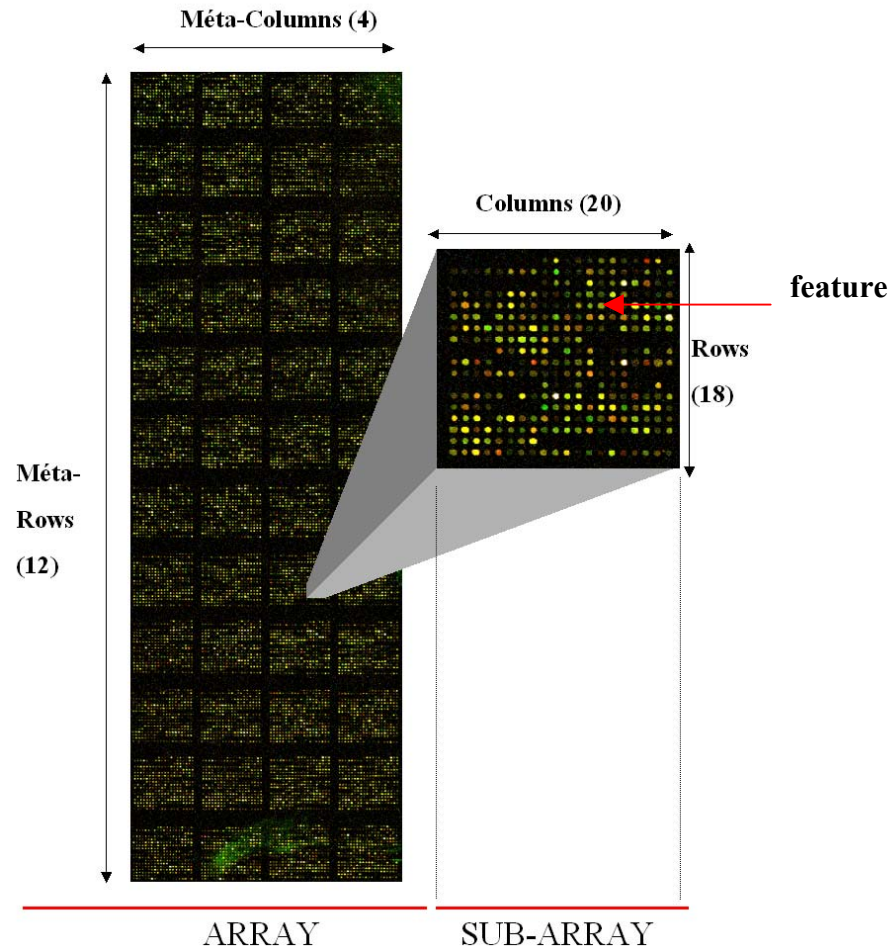 Méta-Columns (4)
Columns (20)
feature
Rows
(18)
Méta-
Rows
(12)
ARRAY
SUB-ARRAY